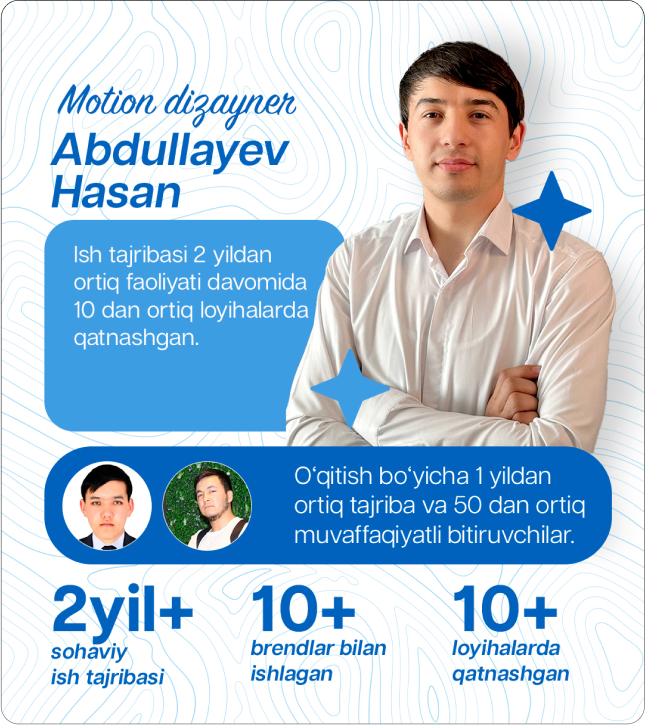 Motion dizayner
Abdullayev
Hasan
Ish tajribasi 2 yildan
ortiq faoliyati davomida
10 dan ortiq loyihalarda
qatnashgan.
O‘qitish bo‘yicha 1 yildan
ortiq tajriba va 50 dan ortiq
muvaffaqiyatli bitiruvchilar.
2yil+
sohaviy
ish tajribasi
10+
brendlar bilan
ishlagan
10+
loyihalarda
qatnashgan